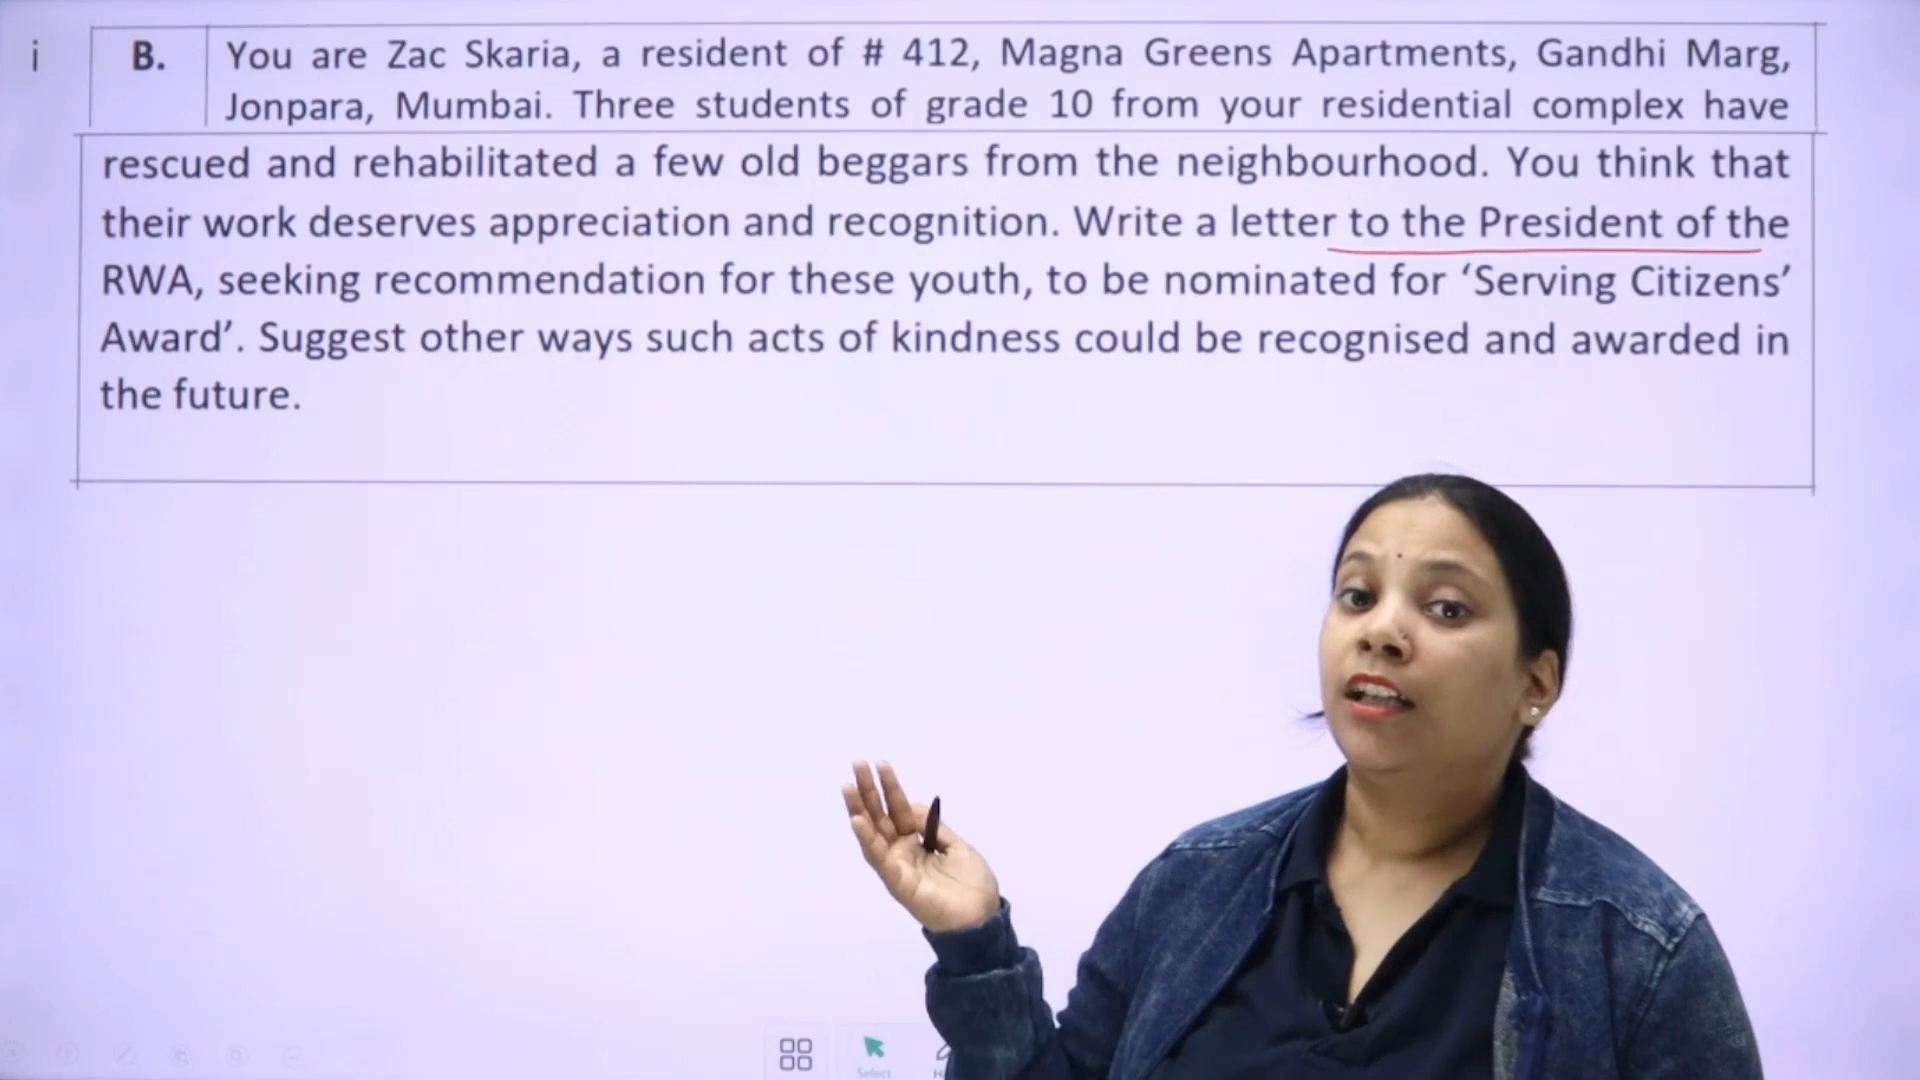 i
B.
You are Zac Skaria, a resident of # 412, Magna Greens Apartments, Gandhi Marg,
Jonpara, Mumbai. Three students of grade 10 from your residential complex have
rescued and rehabilitated a few old beggars from the neighbourhood. You think that
their work deserves appreciation and recognition. Write a letter to the President of the
RWA, seeking recommendation for these youth, to be nominated for ‘Serving Citizens’
Award’. Suggest other ways such acts of kindness could be recognised and awarded in
the future.
Select